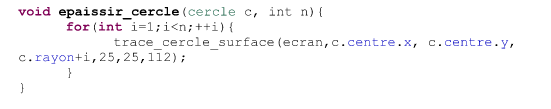 void epaissir_cercle(cercle c, int n){
for(int i=1;i<n;++i){
trace_cercle_surface(ecran,c.centre.x, c.centre.y,
c.rayon+i,25,25,112);
}
}